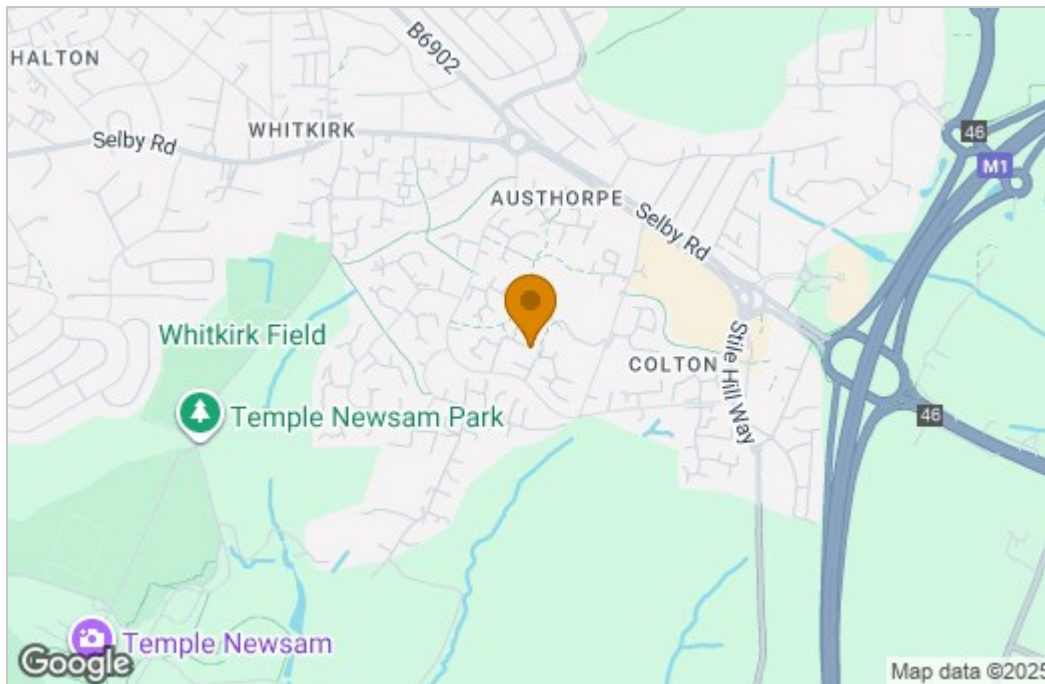 HALTON
B6902
WHITKIRK
Selby Rd
46
M1
AUSTHORPE
Selby Rd
Whitkirk Field
COLTON
Stile Hill Way
Temple Newsam Park
46
Temple Newsam
Google
Map data ©2025